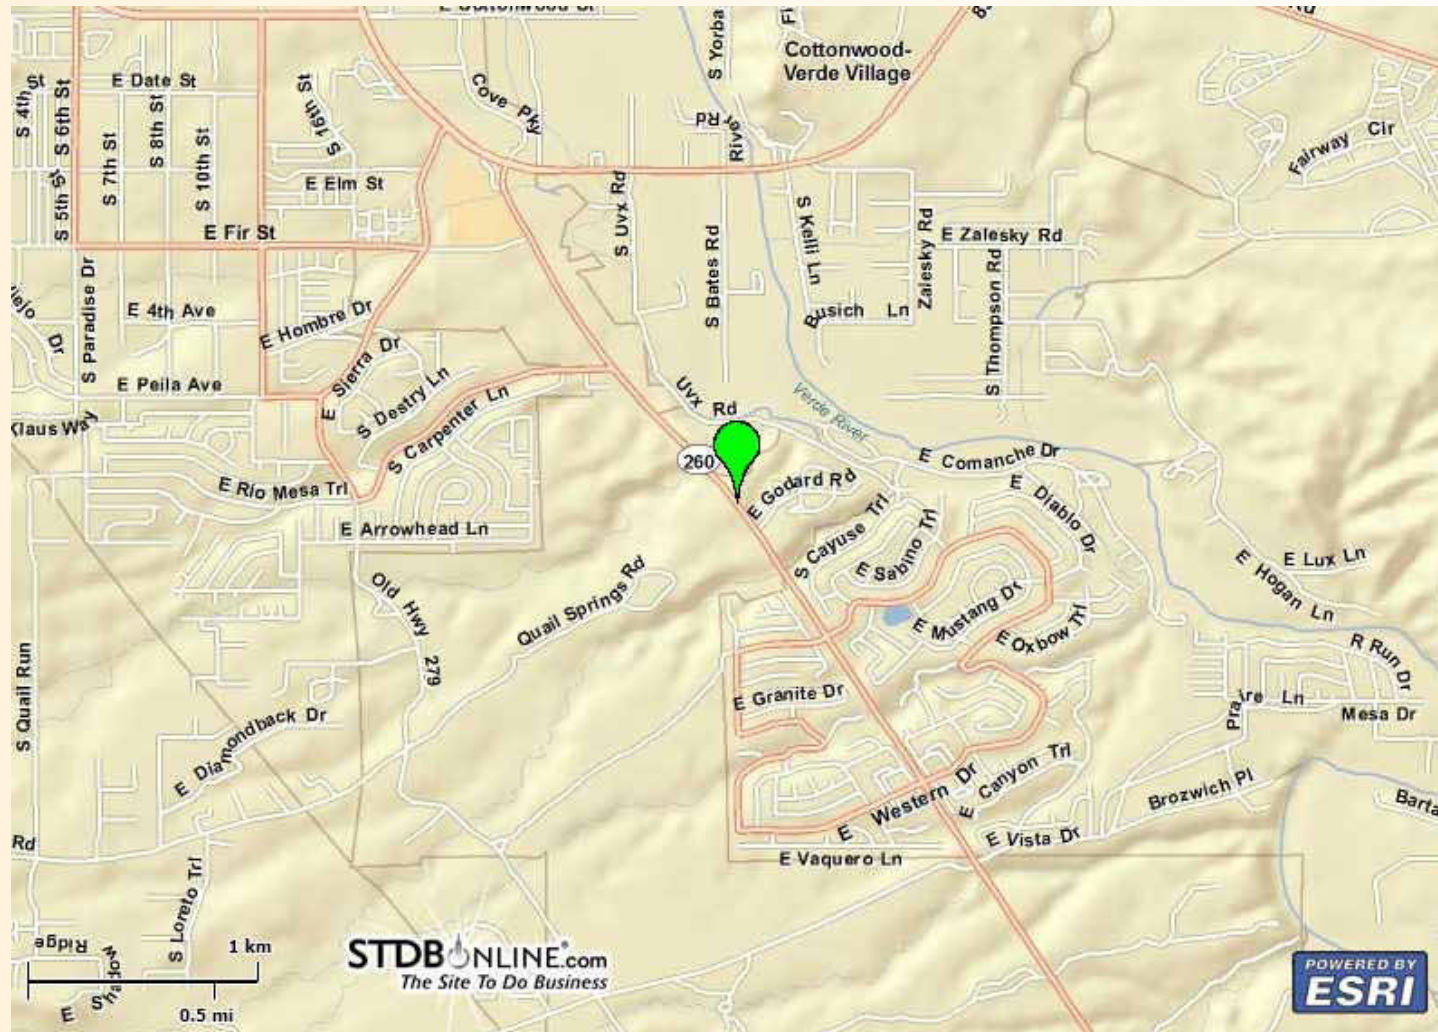 E Cottonwood St
S Yorba
Cottonwood-
Verde Village
E Date St
S 4th St
S 6th St
S 8th St
S 16th St
Cove Pky
Rd
River
Fairway Cir
S 7th St
S 10th St
S 5th St
E Elm St
S Uvx Rd
S Kelli Ln
Zalesky Rd
E Zalesky Rd
E Fir St
S Bates Rd
S Paradise Dr
E 4th Ave
E Hombre Dr
Busich Ln
S Thompson Rd
Dr
E Sierra Dr
E Peila Ave
S Destry Ln
S Carpenter Ln
Uvx Rd
Verde River
Klaus Way
260
E Comanche Dr
E Rio Mesa Trl
E Godard Rd
E Diablo Dr
E Arrowhead Ln
S Cayuse Trl
E Sabino Trl
E Hogan Ln
E Lux Ln
Old Hwy 279
Quail Springs Rd
E Mustang Dr
E Oxbow Trl
R Run Dr
S Quail Run
E Granite Dr
Praire Ln
Mesa Dr
E Diamondback Dr
E Canyon Trl
E Western Dr
Brozwich Pl
Barta
Rd
E Vista Dr
E Vaquero Ln
S Loreto Trl
Ridge
E Shadow
1 km
0.5 mi
STDBONLINE.com
The Site To Do Business
POWERED BY
ESRI